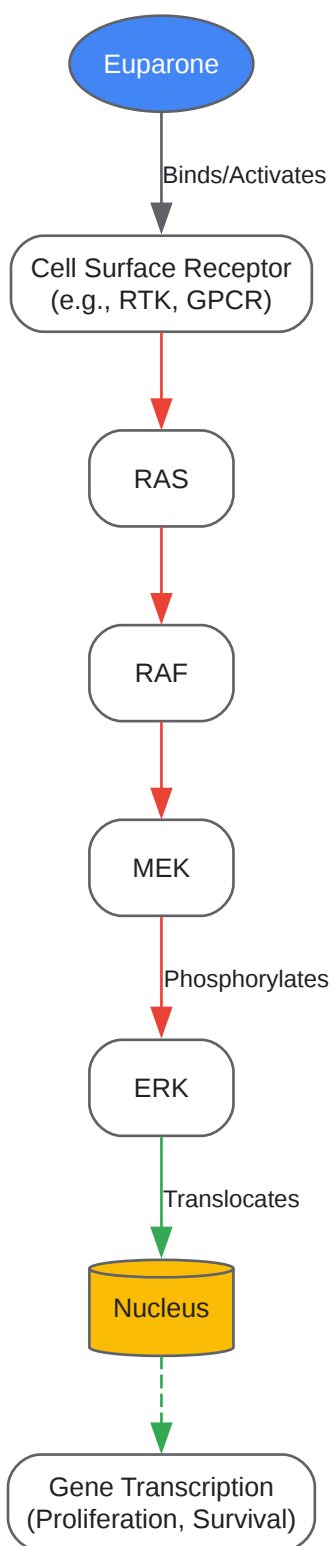 Euparone
Binds/Activates
Cell Surface Receptor
(e.g., RTK, GPCR)
RAS
RAF
MEK
Phosphorylates
ERK
Translocates
Nucleus
Gene Transcription
(Proliferation, Survival)